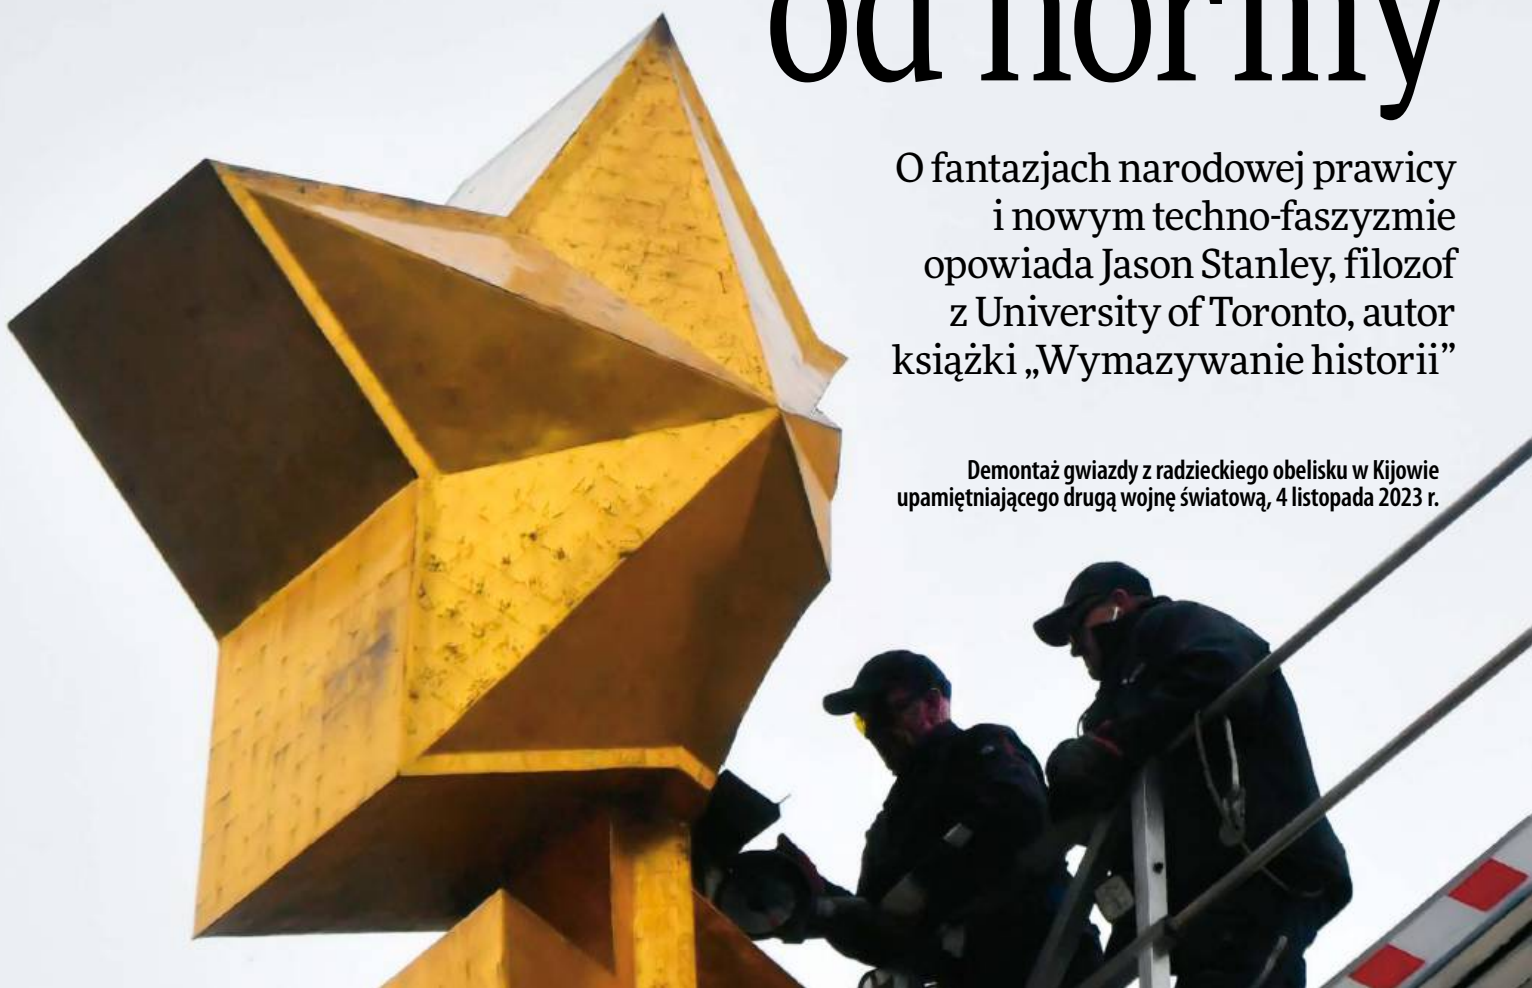 od normy
O fantazjach narodowej prawicy
i nowym techno-faszyzmie
opowiada Jason Stanley, filozof
z University of Toronto, autor
książki „Wymazywanie historii”
Demontaż gwiazdy z radzieckiego obelisku w Kijowie
upamiętniającego drugą wojnę światową, 4 listopada 2023 r.